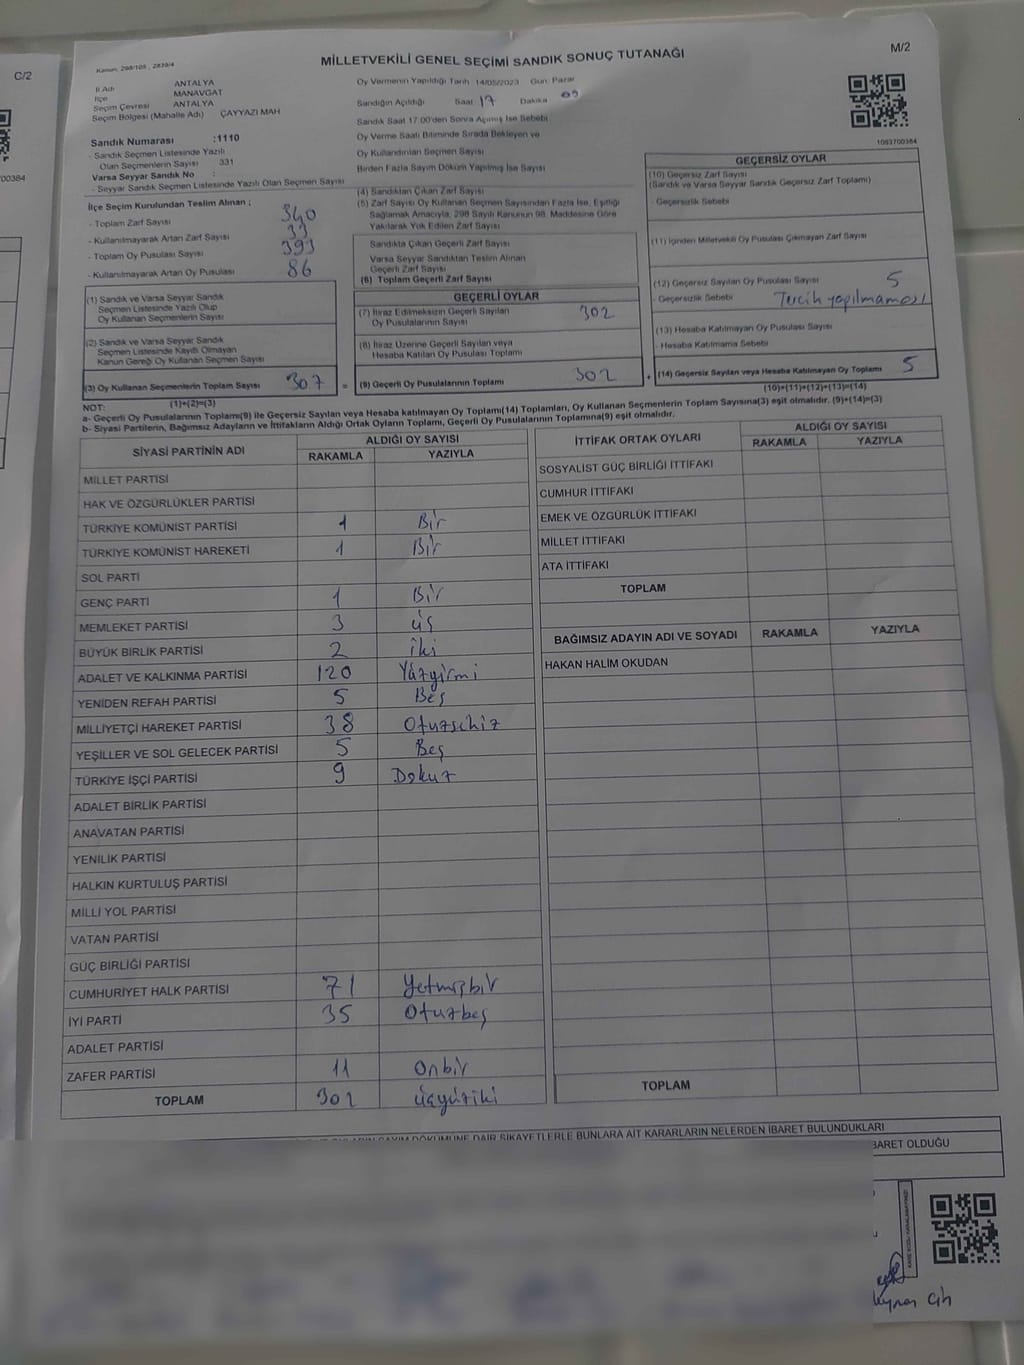 C/2
00384
M/2
Kanun: 298/105 , 2839/4
MİLLETVEKİLİ GENEL SEÇİMİ SANDIK SONUÇ TUTANAĞI
İl Adı ANTALYA
İlçe MANAVGAT
Seçim Çevresi ANTALYA
Seçim Bölgesi (Mahalle Adı) ÇAYYAZI MAH
Sandık Numarası :1110
- Sandık Seçmen Listesinde Yazılı
Olan Seçmenlerin Sayısı 331
Varsa Seyyar Sandık No :
- Seyyar Sandık Seçmen Listesinde Yazılı Olan Seçmen Sayısı
İlçe Seçim Kurulundan Teslim Alınan ;
- Toplam Zarf Sayısı 340
- Kullanılmayarak Artan Zarf Sayısı 33
- Toplam Oy Pusulası Sayısı 393
- Kullanılmayarak Artan Oy Pusulası 86
(1) Sandık ve Varsa Seyyar Sandık
Seçmen Listesinde Yazılı Olup
Oy Kullanan Seçmenlerin Sayısı
(2) Sandık ve Varsa Seyyar Sandık
Seçmen Listesinde Kayıtlı Olmayan
Kanun Gereği Oy Kullanan Seçmen Sayısı
(3) Oy Kullanan Seçmenlerin Toplam Sayısı 307
(1)+(2)=(3)
Oy Vermenin Yapıldığı Tarih 14/05/2023 Gün: Pazar
Sandığın Açıldığı Saat 17 Dakika
Sandık Saat 17:00'den Sonra Açılmış İse Sebebi
Oy Verme Saati Bitiminde Sırada Bekleyen ve
Oy Kullandırılan Seçmen Sayısı
Birden Fazla Sayım Döküm Yapılmış İse Sayısı
(4) Sandıktan Çıkan Zarf Sayısı
(5) Zarf Sayısı Oy Kullanan Seçmen Sayısından Fazla İse, Eşitliği
Sağlamak Amacıyla, 298 Sayılı Kanunun 98. Maddesine Göre
Yakılarak Yok Edilen Zarf Sayısı
Sandıkta Çıkan Geçerli Zarf Sayısı
Varsa Seyyar Sandıktan Teslim Alınan
Geçerli Zarf Sayısı
(6) Toplam Geçerli Zarf Sayısı
GEÇERLİ OYLAR
(7) İtiraz Edilmeksizin Geçerli Sayılan
Oy Pusulalarının Sayısı 302
(8) İtiraz Üzerine Geçerli Sayılan veya
Hesaba Katılan Oy Pusulası Toplamı
= (9) Geçerli Oy Pusulalarının Toplamı 302
1093700384
GEÇERSİZ OYLAR
(10) Geçersiz Zarf Sayısı
(Sandık ve Varsa Seyyar Sandık Geçersiz Zarf Toplamı)
- Geçersizlik Sebebi
(11) İçinden Milletvekili Oy Pusulası Çıkmayan Zarf Sayısı
(12) Geçersiz Sayılan Oy Pusulası Sayısı 5
- Geçersizlik Sebebi Tercih yapılmaması
(13) Hesaba Katılmayan Oy Pusulası Sayısı
- Hesaba Katılmama Sebebi
+ (14) Geçersiz Sayılan veya Hesaba Katılmayan Oy Toplamı 5
(10)+(11)+(12)+(13)=(14)
NOT:
a- Geçerli Oy Pusulalarının Toplamı(9) ile Geçersiz Sayılan veya Hesaba katılmayan Oy Toplamı(14) Toplamları, Oy Kullanan Seçmenlerin Toplam Sayısına(3) eşit olmalıdır. (9)+(14)=(3)
b- Siyasi Partilerin, Bağımsız Adayların ve İttifakların Aldığı Ortak Oyların Toplamı, Geçerli Oy Pusulalarının Toplamına(9) eşit olmalıdır.
SİYASİ PARTİNİN ADI ALDIĞI OY SAYISI
RAKAMLA YAZIYLA
MİLLET PARTİSİ
HAK VE ÖZGÜRLÜKLER PARTİSİ
TÜRKİYE KOMÜNİST PARTİSİ 1 Bir
TÜRKİYE KOMÜNİST HAREKETİ 1 Bir
SOL PARTİ
GENÇ PARTİ 1 Bir
MEMLEKET PARTİSİ 3 üç
BÜYÜK BİRLİK PARTİSİ 2 iki
ADALET VE KALKINMA PARTİSİ 120 Yüzyirmi
YENİDEN REFAH PARTİSİ 5 Beş
MİLLİYETÇİ HAREKET PARTİSİ 38 Otuzsekiz
YEŞİLLER VE SOL GELECEK PARTİSİ 5 Beş
TÜRKİYE İŞÇİ PARTİSİ 9 Dokuz
ADALET BİRLİK PARTİSİ
ANAVATAN PARTİSİ
YENİLİK PARTİSİ
HALKIN KURTULUŞ PARTİSİ
MİLLİ YOL PARTİSİ
VATAN PARTİSİ
GÜÇ BİRLİĞİ PARTİSİ
CUMHURİYET HALK PARTİSİ 71 Yetmişbir
İYİ PARTİ 35 Otuzbeş
ADALET PARTİSİ
ZAFER PARTİSİ 11 Onbir
TOPLAM 302 üçyüziki
İTTİFAK ORTAK OYLARI ALDIĞI OY SAYISI
RAKAMLA YAZIYLA
SOSYALİST GÜÇ BİRLİĞİ İTTİFAKI
CUMHUR İTTİFAKI
EMEK VE ÖZGÜRLÜK İTTİFAKI
MİLLET İTTİFAKI
ATA İTTİFAKI
TOPLAM
BAĞIMSIZ ADAYIN ADI VE SOYADI RAKAMLA YAZIYLA
HAKAN HALİM OKUDAN
TOPLAM
SAYIM DÖKÜMÜNE DAİR ŞİKAYETLERLE BUNLARA AİT KARARLARIN NELERDEN İBARET BULUNDUKLARI
BARET OLDUĞU